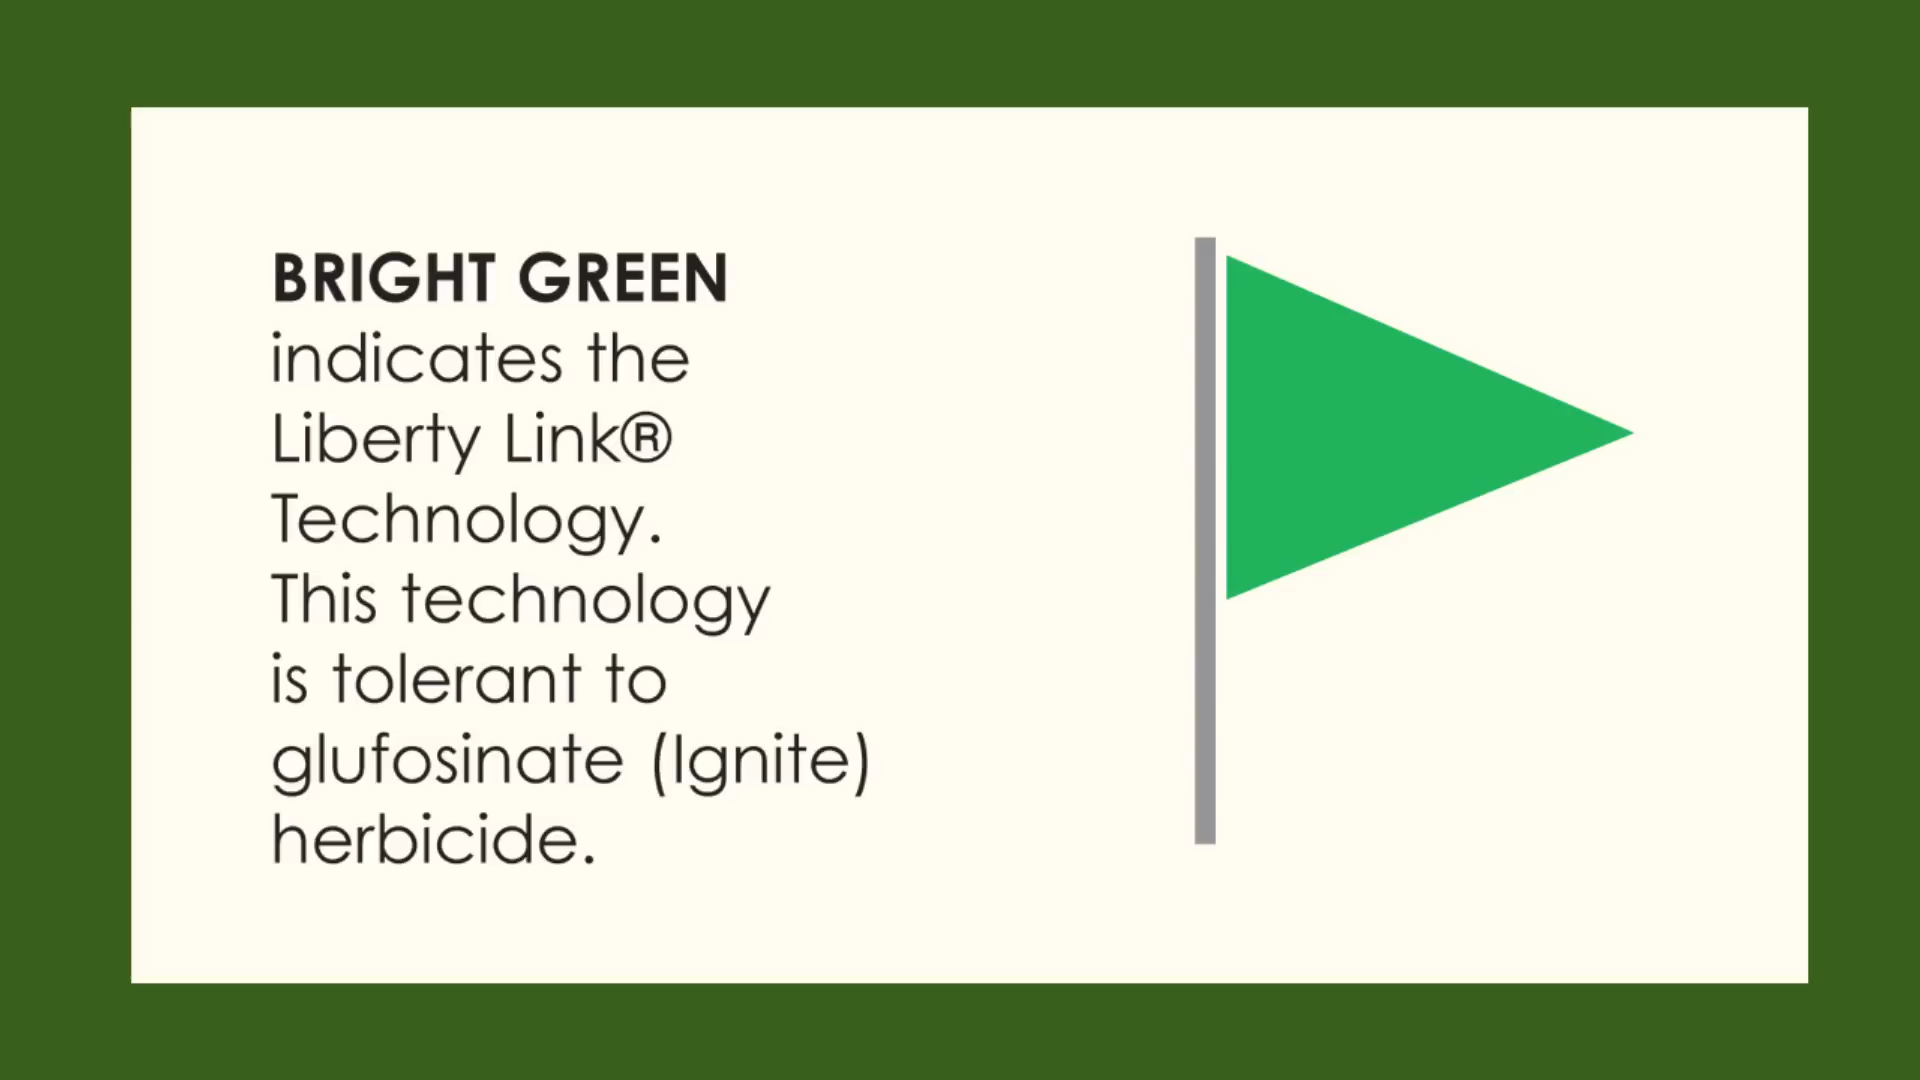 BRIGHT GREEN
indicates the
Liberty Link®
Technology.
This technology
is tolerant to
glufosinate (Ignite)
herbicide.